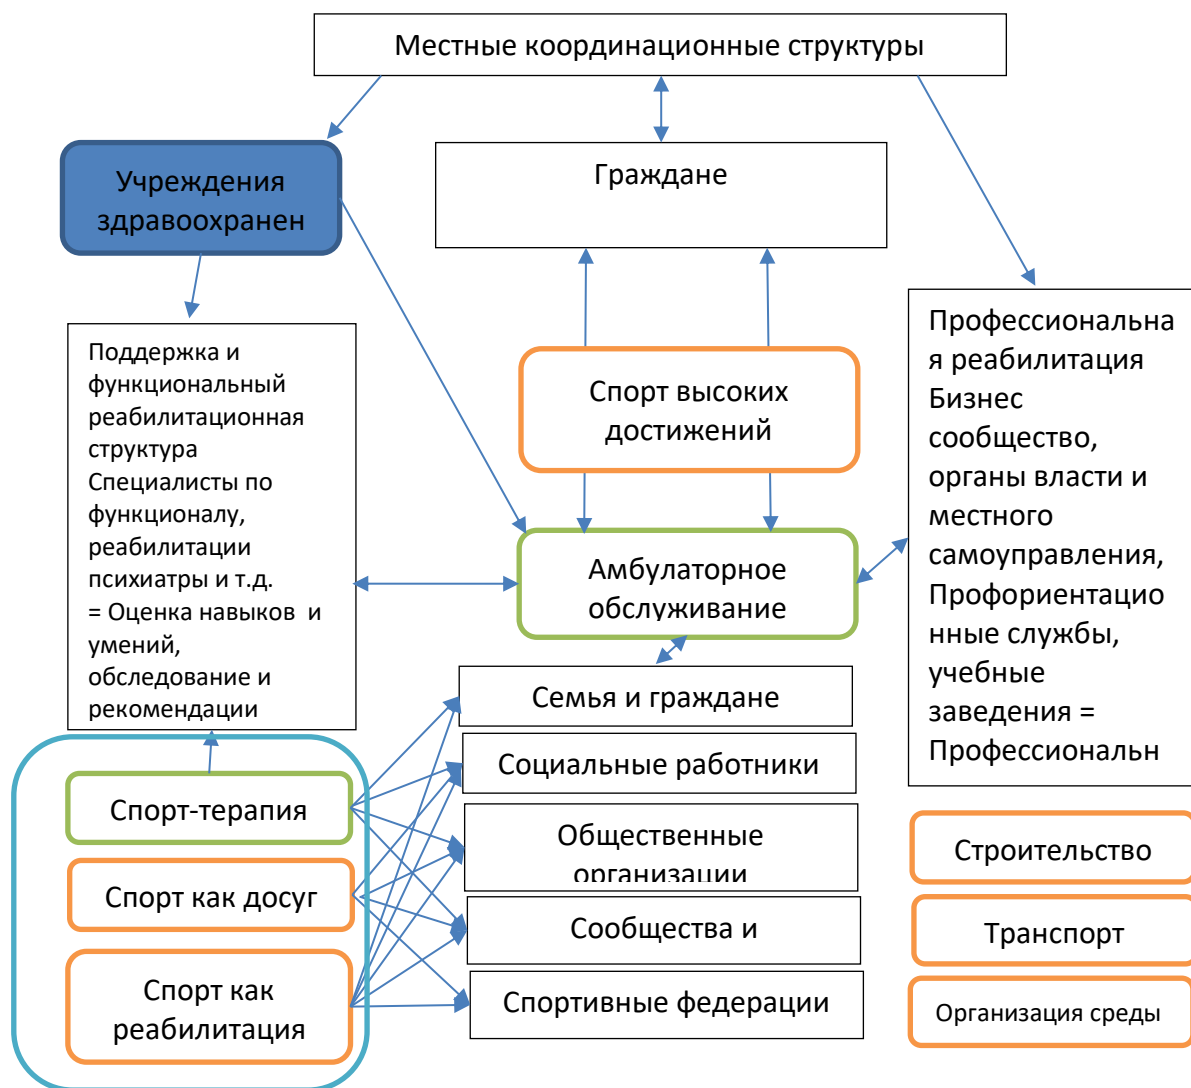 Местные координационные структуры
Учреждения
здравоохранен
Граждане
Поддержка и
функциональный
реабилитационная
структура
Специалисты по
функционалу,
реабилитации
психиатры и т.д.
= Оценка навыков и
умений,
обследование и
рекомендации
Спорт высоких
достижений
Профессиональна
я реабилитация
Бизнес
сообщество,
органы власти и
местного
самоуправления,
Профориентацио
нные службы,
учебные
заведения =
Профессиональн
Амбулаторное
обслуживание
Семья и граждане
Социальные работники
Общественные
организации
Сообщества и
Спортивные федерации
Спорт-терапия
Спорт как досуг
Спорт как
реабилитация
Строительство
Транспорт
Организация среды